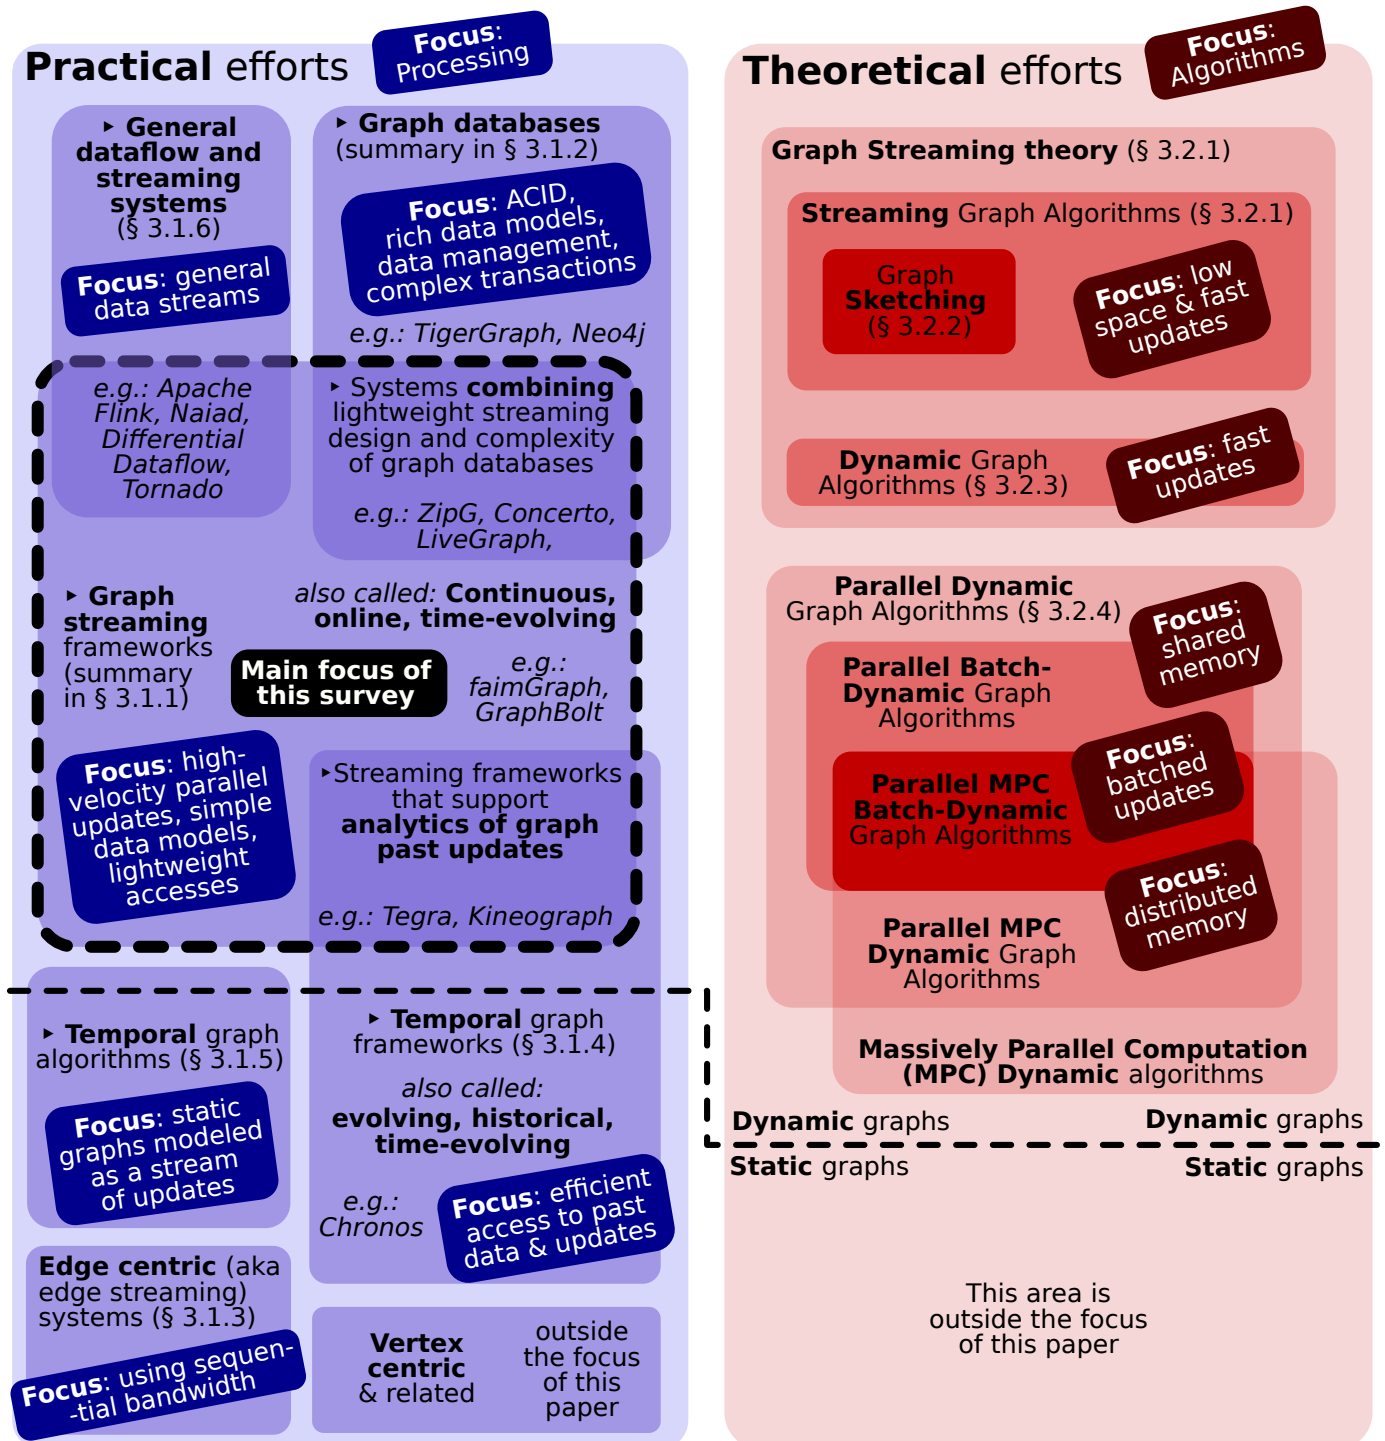 Practical efforts
Focus:
Processing
‣ General
dataflow and
streaming
systems
(§ 3.1.6)
Focus: general
data streams
e.g.: Apache
Flink, Naiad,
Differential
Dataflow,
Tornado
‣ Graph databases
(summary in § 3.1.2)
Focus: ACID,
rich data models,
data management,
complex transactions
e.g.: TigerGraph, Neo4j
‣ Systems combining
lightweight streaming
design and complexity
of graph databases
e.g.: ZipG, Concerto,
LiveGraph,
‣ Graph
streaming
frameworks
(summary
in § 3.1.1)
also called: Continuous,
online, time-evolving
Main focus of
this survey
e.g.:
faimGraph,
GraphBolt
Focus: high-
velocity parallel
updates, simple
data models,
lightweight
accesses
‣Streaming frameworks
that support
analytics of graph
past updates
e.g.: Tegra, Kineograph
‣ Temporal graph
algorithms (§ 3.1.5)
Focus: static
graphs modeled
as a stream
of updates
‣ Temporal graph
frameworks (§ 3.1.4)
also called:
evolving, historical,
time-evolving
e.g.:
Chronos
Focus: efficient
access to past
data & updates
Edge centric (aka
edge streaming)
systems (§ 3.1.3)
Focus: using sequen-
-tial bandwidth
Vertex
centric
& related
outside
the focus
of this
paper
Theoretical efforts
Focus:
Algorithms
Graph Streaming theory (§ 3.2.1)
Streaming Graph Algorithms (§ 3.2.1)
Graph
Sketching
(§ 3.2.2)
Focus: low
space & fast
updates
Dynamic Graph
Algorithms (§ 3.2.3)
Focus: fast
updates
Parallel Dynamic
Graph Algorithms (§ 3.2.4)
Focus:
shared
memory
Parallel Batch-
Dynamic Graph
Algorithms
Focus:
batched
updates
Parallel MPC
Batch-Dynamic
Graph Algorithms
Focus:
distributed
memory
Parallel MPC
Dynamic Graph
Algorithms
Massively Parallel Computation
(MPC) Dynamic algorithms
Dynamic graphs
Dynamic graphs
Static graphs
Static graphs
This area is
outside the focus
of this paper